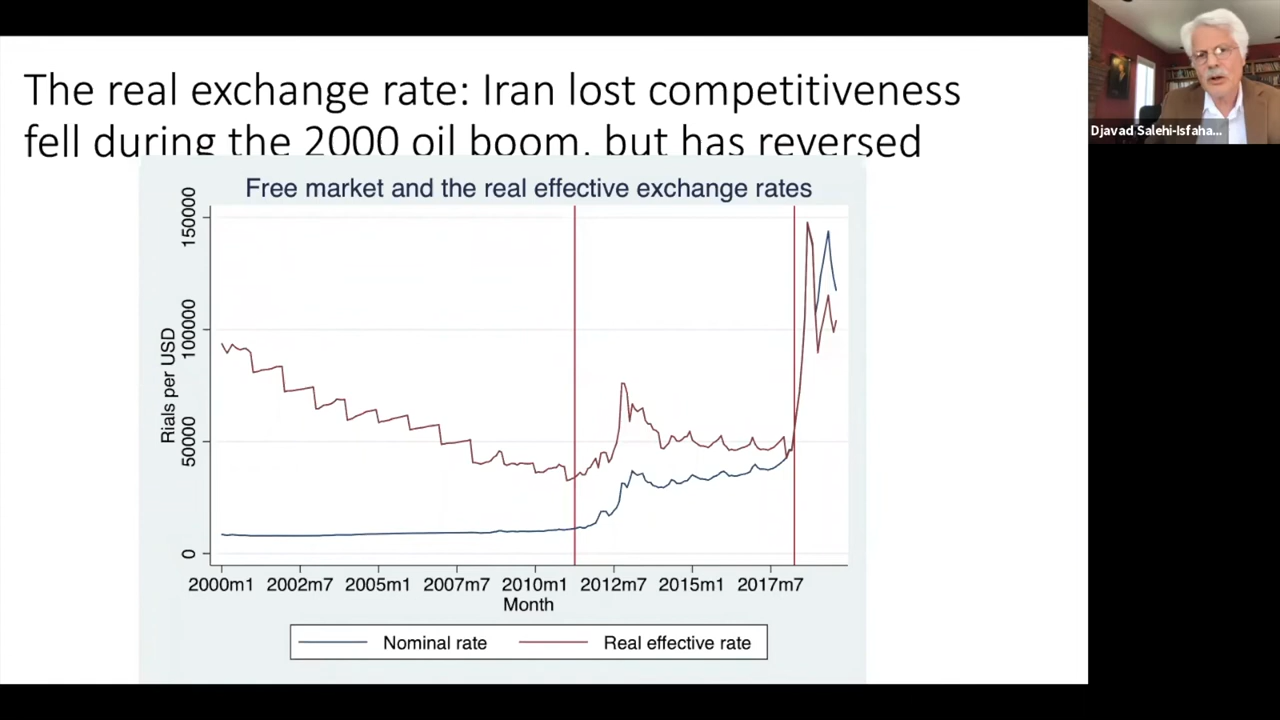 The real exchange rate: Iran lost competitiveness
fell during the 2000 oil boom, but has reversed
Djavad Salehi-Isfaha...
Free market and the real effective exchange rates
Rials per USD
150000
100000
50000
0
2000m1 2002m7 2005m1 2007m7 2010m1 2012m7 2015m1 2017m7
Month
Nominal rate Real effective rate